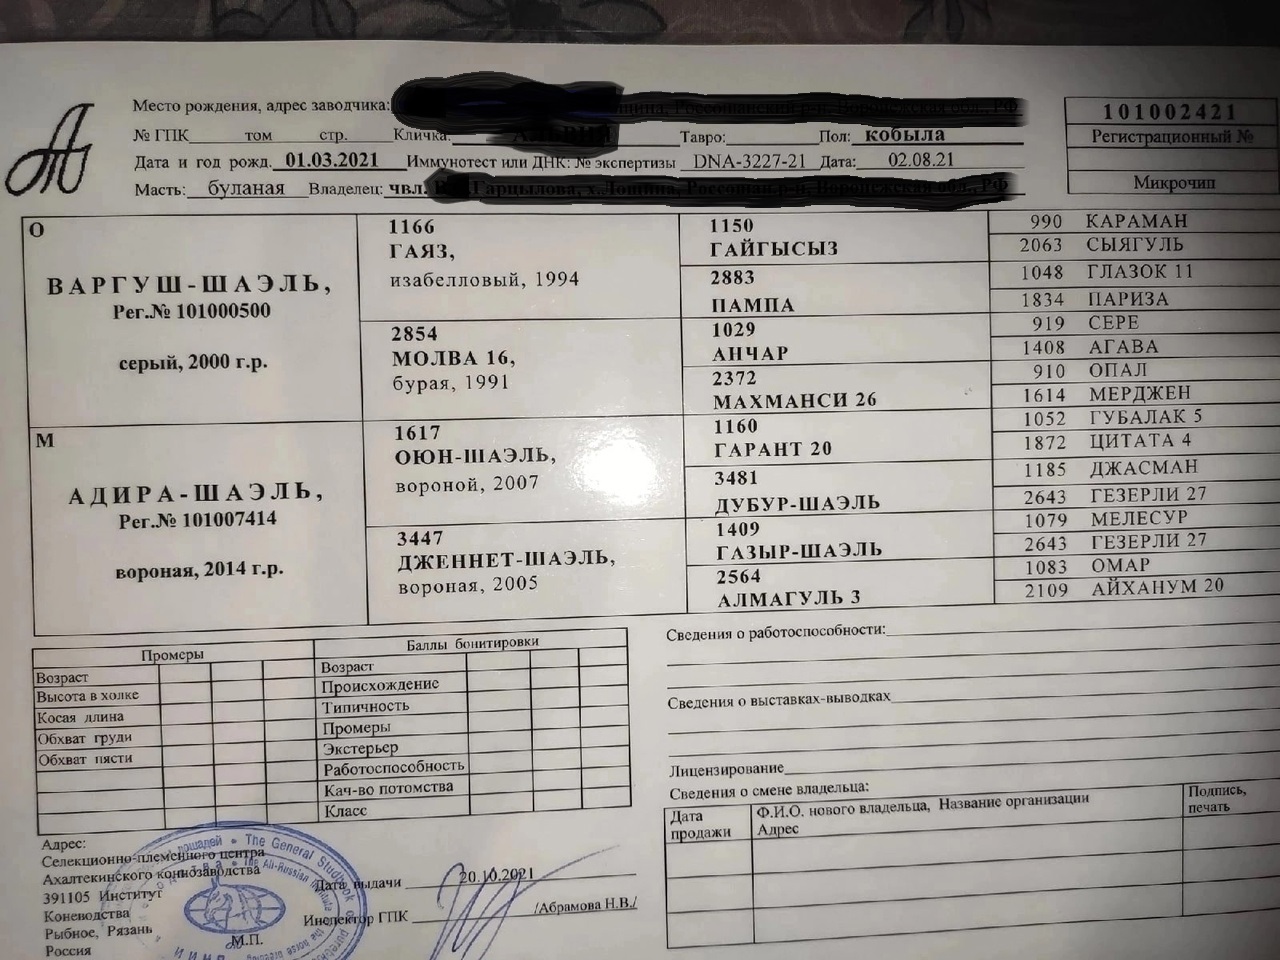 Место рождения, адрес заводчика:
№ ГПК том стр. Кличка: Тавро: Пол: кобыла
Дата и год рожд. 01.03.2021 Иммунотест или ДНК: № экспертизы DNA-3227-21 Дата: 02.08.21
Масть: буланая Владелец: чвл.
101002421
Регистрационный №
Микрочип
О
ВАРГУШ-ШАЭЛЬ,
Рег.№ 101000500
серый, 2000 г.р.
М
АДИРА-ШАЭЛЬ,
Рег.№ 101007414
вороная, 2014 г.р.
1166
ГАЯЗ,
изабелловый, 1994
2854
МОЛВА 16,
бурая, 1991
1617
ОЮН-ШАЭЛЬ,
вороной, 2007
3447
ДЖЕННЕТ-ШАЭЛЬ,
вороная, 2005
1150
ГАЙГЫСЫЗ
2883
ПАМПА
1029
АНЧАР
2372
МАХМАНСИ 26
1160
ГАРАНТ 20
3481
ДУБУР-ШАЭЛЬ
1409
ГАЗЫР-ШАЭЛЬ
2564
АЛМАГУЛЬ 3
990 КАРАМАН
2063 СЫЯГУЛЬ
1048 ГЛАЗОК 11
1834 ПАРИЗА
919 СЕРЕ
1408 АГАВА
910 ОПАЛ
1614 МЕРДЖЕН
1052 ГУБАЛАК 5
1872 ЦИТАТА 4
1185 ДЖАСМАН
2643 ГЕЗЕРЛИ 27
1079 МЕЛЕСУР
2643 ГЕЗЕРЛИ 27
1083 ОМАР
2109 АЙХАНУМ 20
Промеры
Возраст
Высота в холке
Косая длина
Обхват груди
Обхват пясти
Баллы бонитировки
Возраст
Происхождение
Типичность
Промеры
Экстерьер
Работоспособность
Кач-во потомства
Класс
Сведения о работоспособности:
Сведения о выставках-выводках
Лицензирование
Сведения о смене владельца:
Дата продажи
Ф.И.О. нового владельца, Название организации
Адрес
Подпись,
печать
Адрес:
Селекционно-племенного центра
Ахалтекинского коннозаводства
391105 Институт
Коневодства
Рыбное, Рязань
Россия
М.П.
Дата выдачи 20.10.2021
Инспектор ГПК /Абрамова Н.В./
The General Studbook